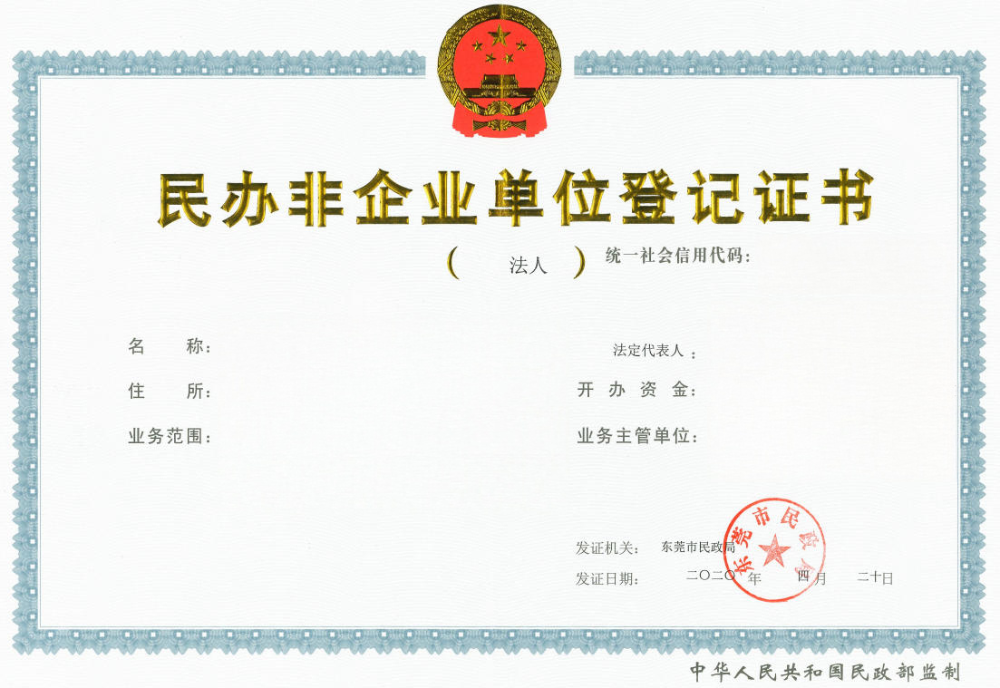 民办非企业单位登记证书
（ 法人 ） 统一社会信用代码：
名 称：
法定代表人：
住 所：
开 办 资 金：
业务范围：
业务主管单位：
发证机关： 东莞市民政局
发证日期： 二〇二〇 年 四 月 二十日
东莞市民政局
中华人民共和国民政部监制